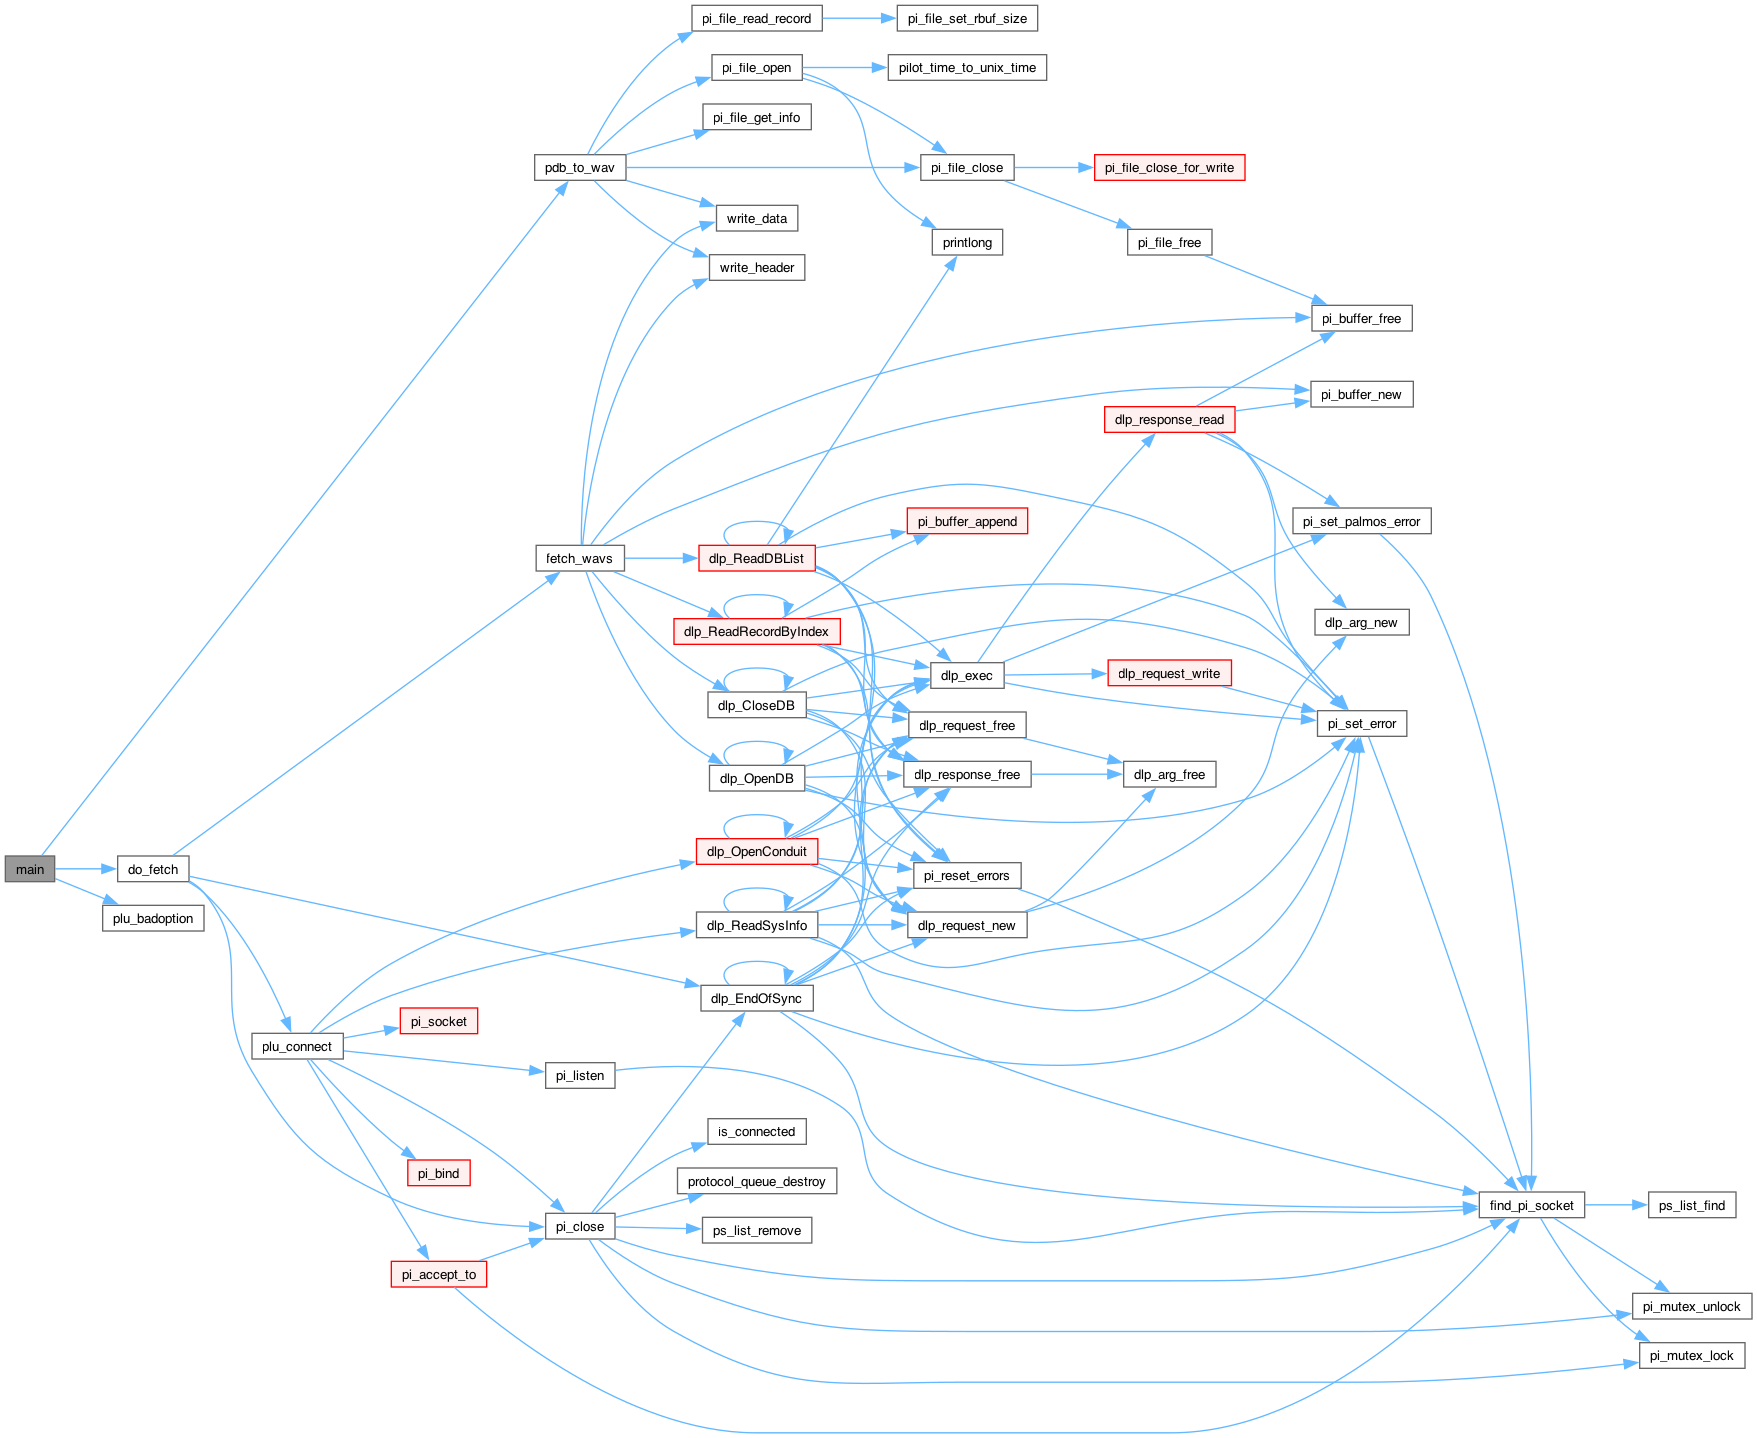 pi_file_read_record
pi_file_set_rbuf_size
pi_file_open
pilot_time_to_unix_time
pi_file_get_info
pdb_to_wav
pi_file_close
pi_file_close_for_write
write_data
printlong
pi_file_free
write_header
pi_buffer_free
pi_buffer_new
dlp_response_read
pi_buffer_append
pi_set_palmos_error
fetch_wavs
dlp_ReadDBList
dlp_arg_new
dlp_ReadRecordByIndex
dlp_exec
dlp_request_write
dlp_CloseDB
dlp_request_free
pi_set_error
dlp_OpenDB
dlp_response_free
dlp_arg_free
dlp_OpenConduit
main
do_fetch
pi_reset_errors
plu_badoption
dlp_ReadSysInfo
dlp_request_new
dlp_EndOfSync
pi_socket
plu_connect
pi_listen
is_connected
pi_bind
protocol_queue_destroy
find_pi_socket
ps_list_find
pi_close
ps_list_remove
pi_accept_to
pi_mutex_unlock
pi_mutex_lock